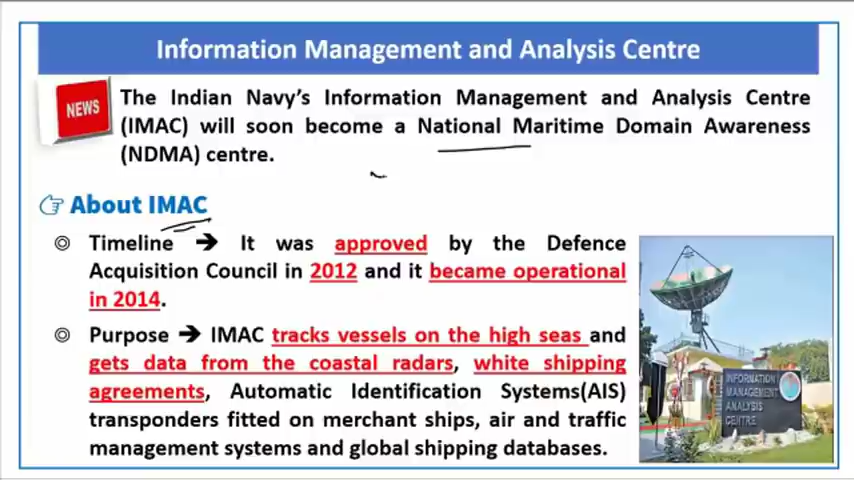 Information Management and Analysis Centre
NEWS
The Indian Navy's Information Management and Analysis Centre
(IMAC) will soon become a National Maritime Domain Awareness
(NDMA) centre.
About IMAC
Timeline → It was approved by the Defence
Acquisition Council in 2012 and it became operational
in 2014.
Purpose → IMAC tracks vessels on the high seas and
gets data from the coastal radars, white shipping
agreements, Automatic Identification Systems(AIS)
transponders fitted on merchant ships, air and traffic
management systems and global shipping databases.
INFORMATION
MANAGEMENT
ANALYSIS
CENTRE